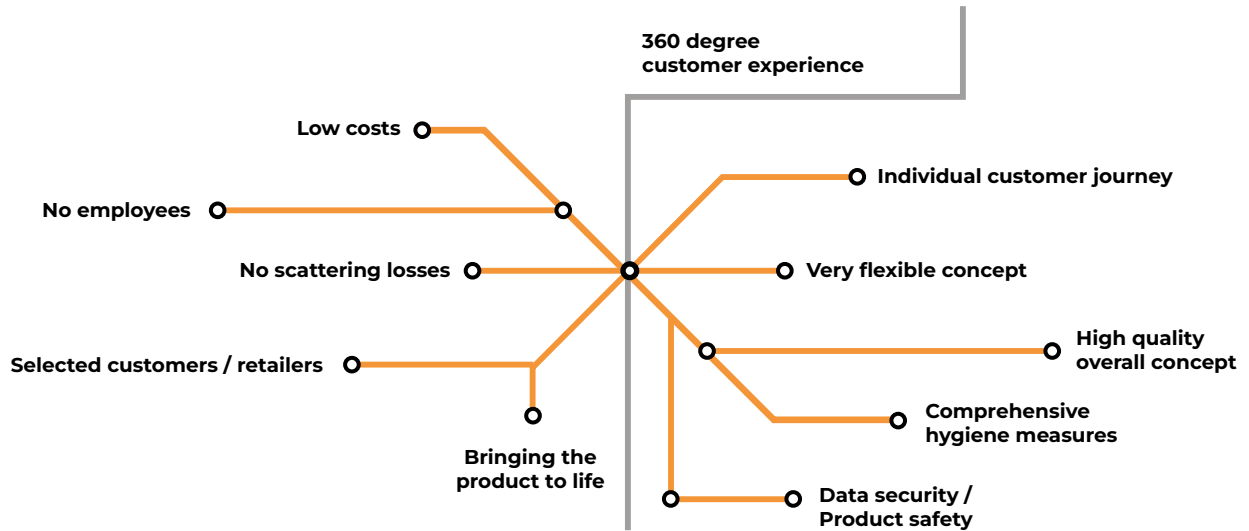 360 degree
customer experience
Low costs
Individual customer journey
No employees
No scattering losses
Very flexible concept
High quality
overall concept
Selected customers / retailers
Comprehensive
hygiene measures
Bringing the
product to life
Data security /
Product safety